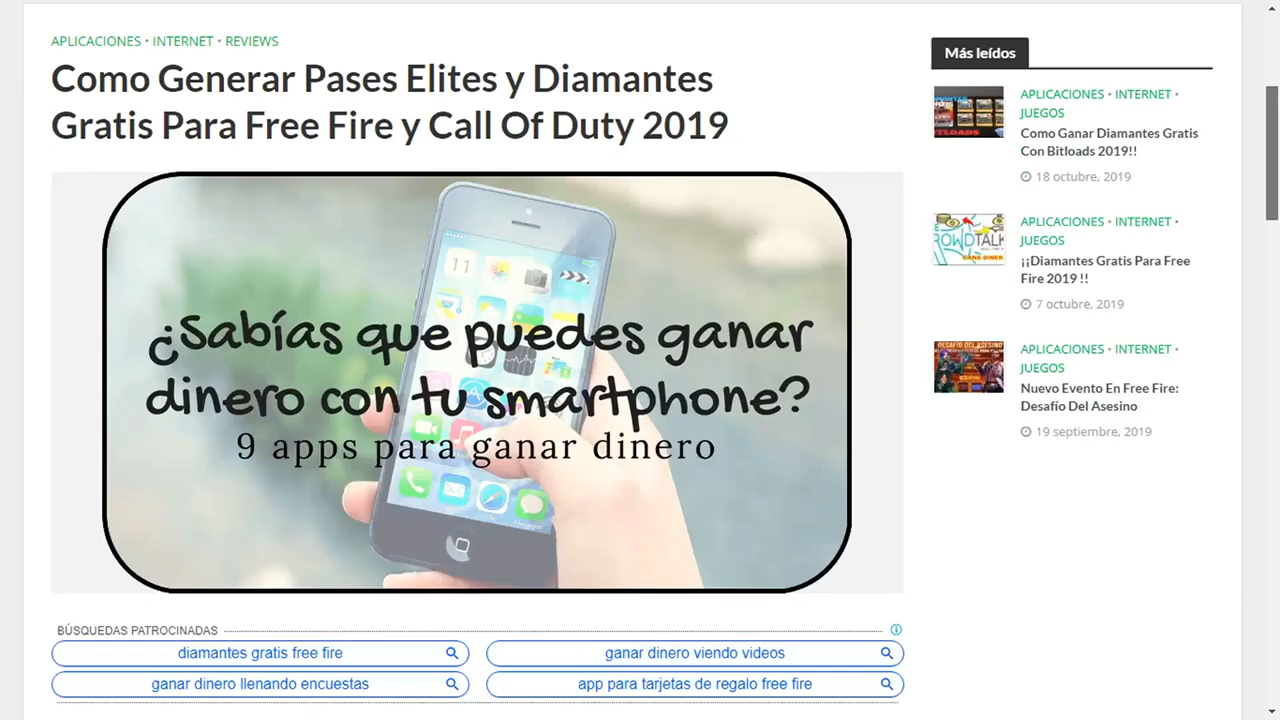 APLICACIONES • INTERNET • REVIEWS
Como Generar Pases Elites y Diamantes
Gratis Para Free Fire y Call Of Duty 2019
11
¿Sabías que puedes ganar
dinero con tu smartphone?
9 apps para ganar dinero
BÚSQUEDAS PATROCINADAS
diamantes gratis free fire
ganar dinero viendo videos
ganar dinero llenando encuestas
app para tarjetas de regalo free fire
Más leídos
APLICACIONES • INTERNET •
JUEGOS
Como Ganar Diamantes Gratis
Con Bitloads 2019!!
18 octubre, 2019
APLICACIONES • INTERNET •
JUEGOS
¡¡Diamantes Gratis Para Free
Fire 2019 !!
7 octubre, 2019
APLICACIONES • INTERNET •
JUEGOS
Nuevo Evento En Free Fire:
Desafío Del Asesino
19 septiembre, 2019